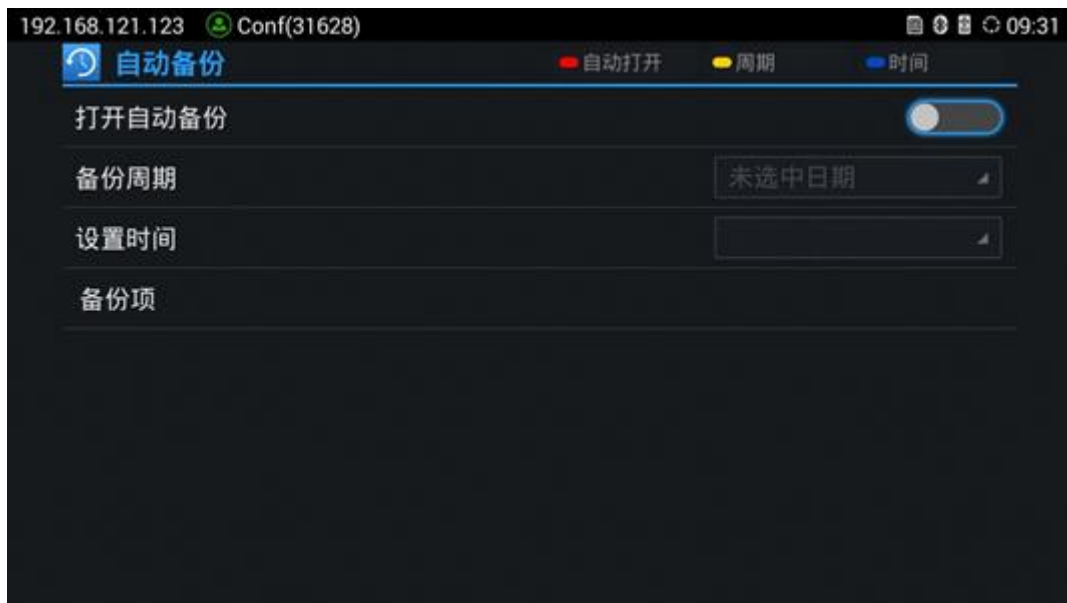 192.168.121.123 Conf(31628) 09:31
自动备份 自动打开 周期 时间
打开自动备份
备份周期 未选中日期
设置时间
备份项